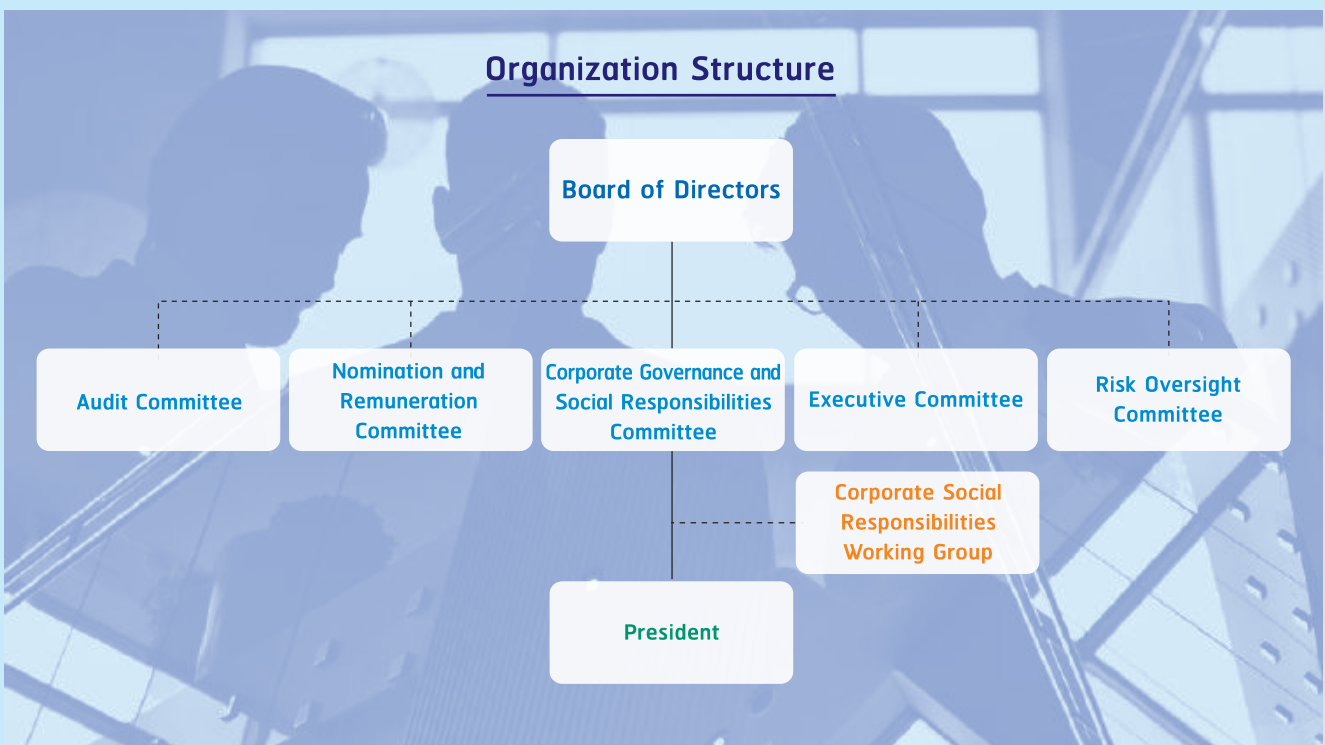 Organization Structure
Board of Directors
Audit Committee
Nomination and
Remuneration
Committee
Corporate Governance and
Social Responsibilities
Committee
Executive Committee
Risk Oversight
Committee
Corporate Social
Responsibilities
Working Group
President